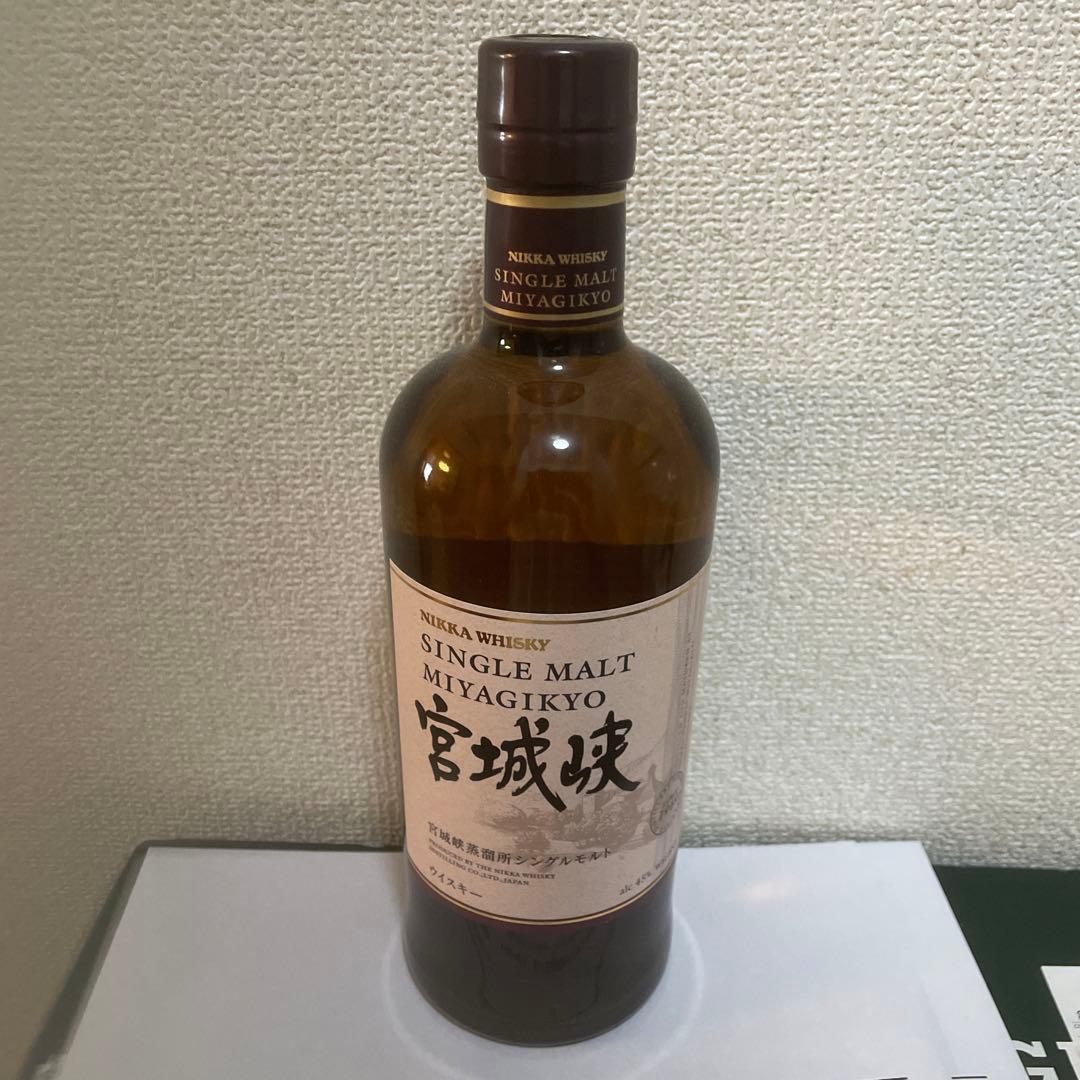 NIKKA WHISKY
SINGLE MALT
MIYAGIKYO
NIKKA WHISKY
SINGLE MALT
MIYAGIKYO
宮城峡
宮城峡蒸溜所シングルモルト
PRODUCED BY THE NIKKA WHISKY
DISTILLING CO.,LTD.,JAPAN
ウイスキー
alc.45%